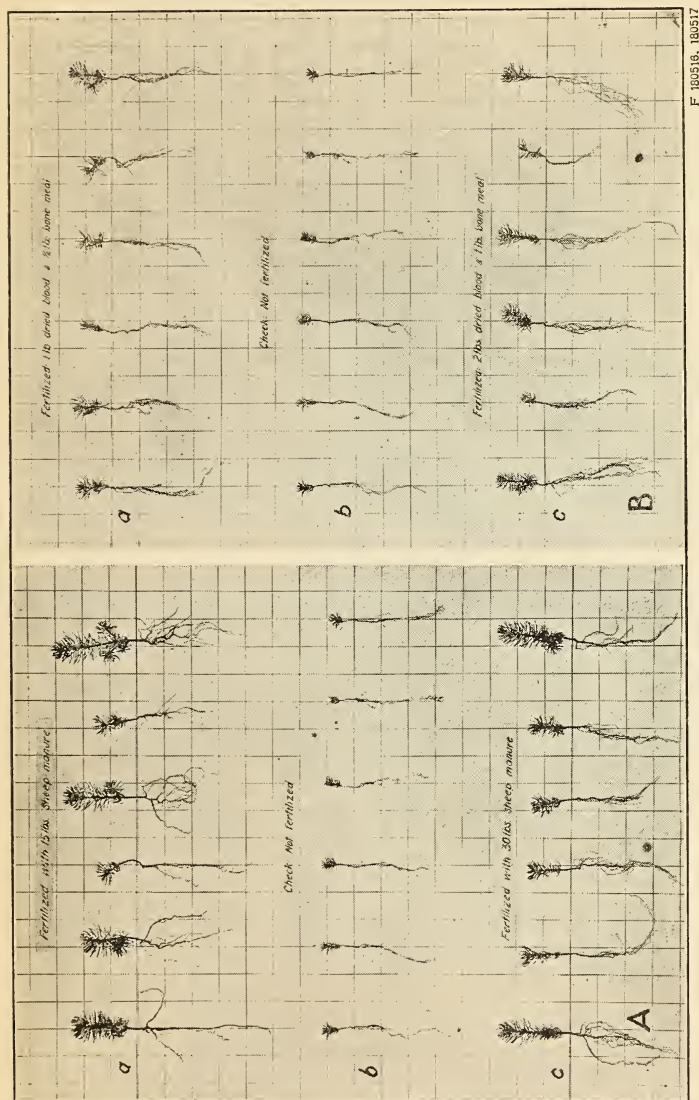 Fertilized with 15 lbs. sheep manure
a
Check Not Fertilized
b
Fertilized with 30 lbs sheep manure
c
A
Fertilized 1 lb dried blood & ½ lb. bone meal
a
Check Not Fertilized
b
Fertilized 2 lbs dried blood & 1 lb. bone meal
c
B
F 180516, 180517